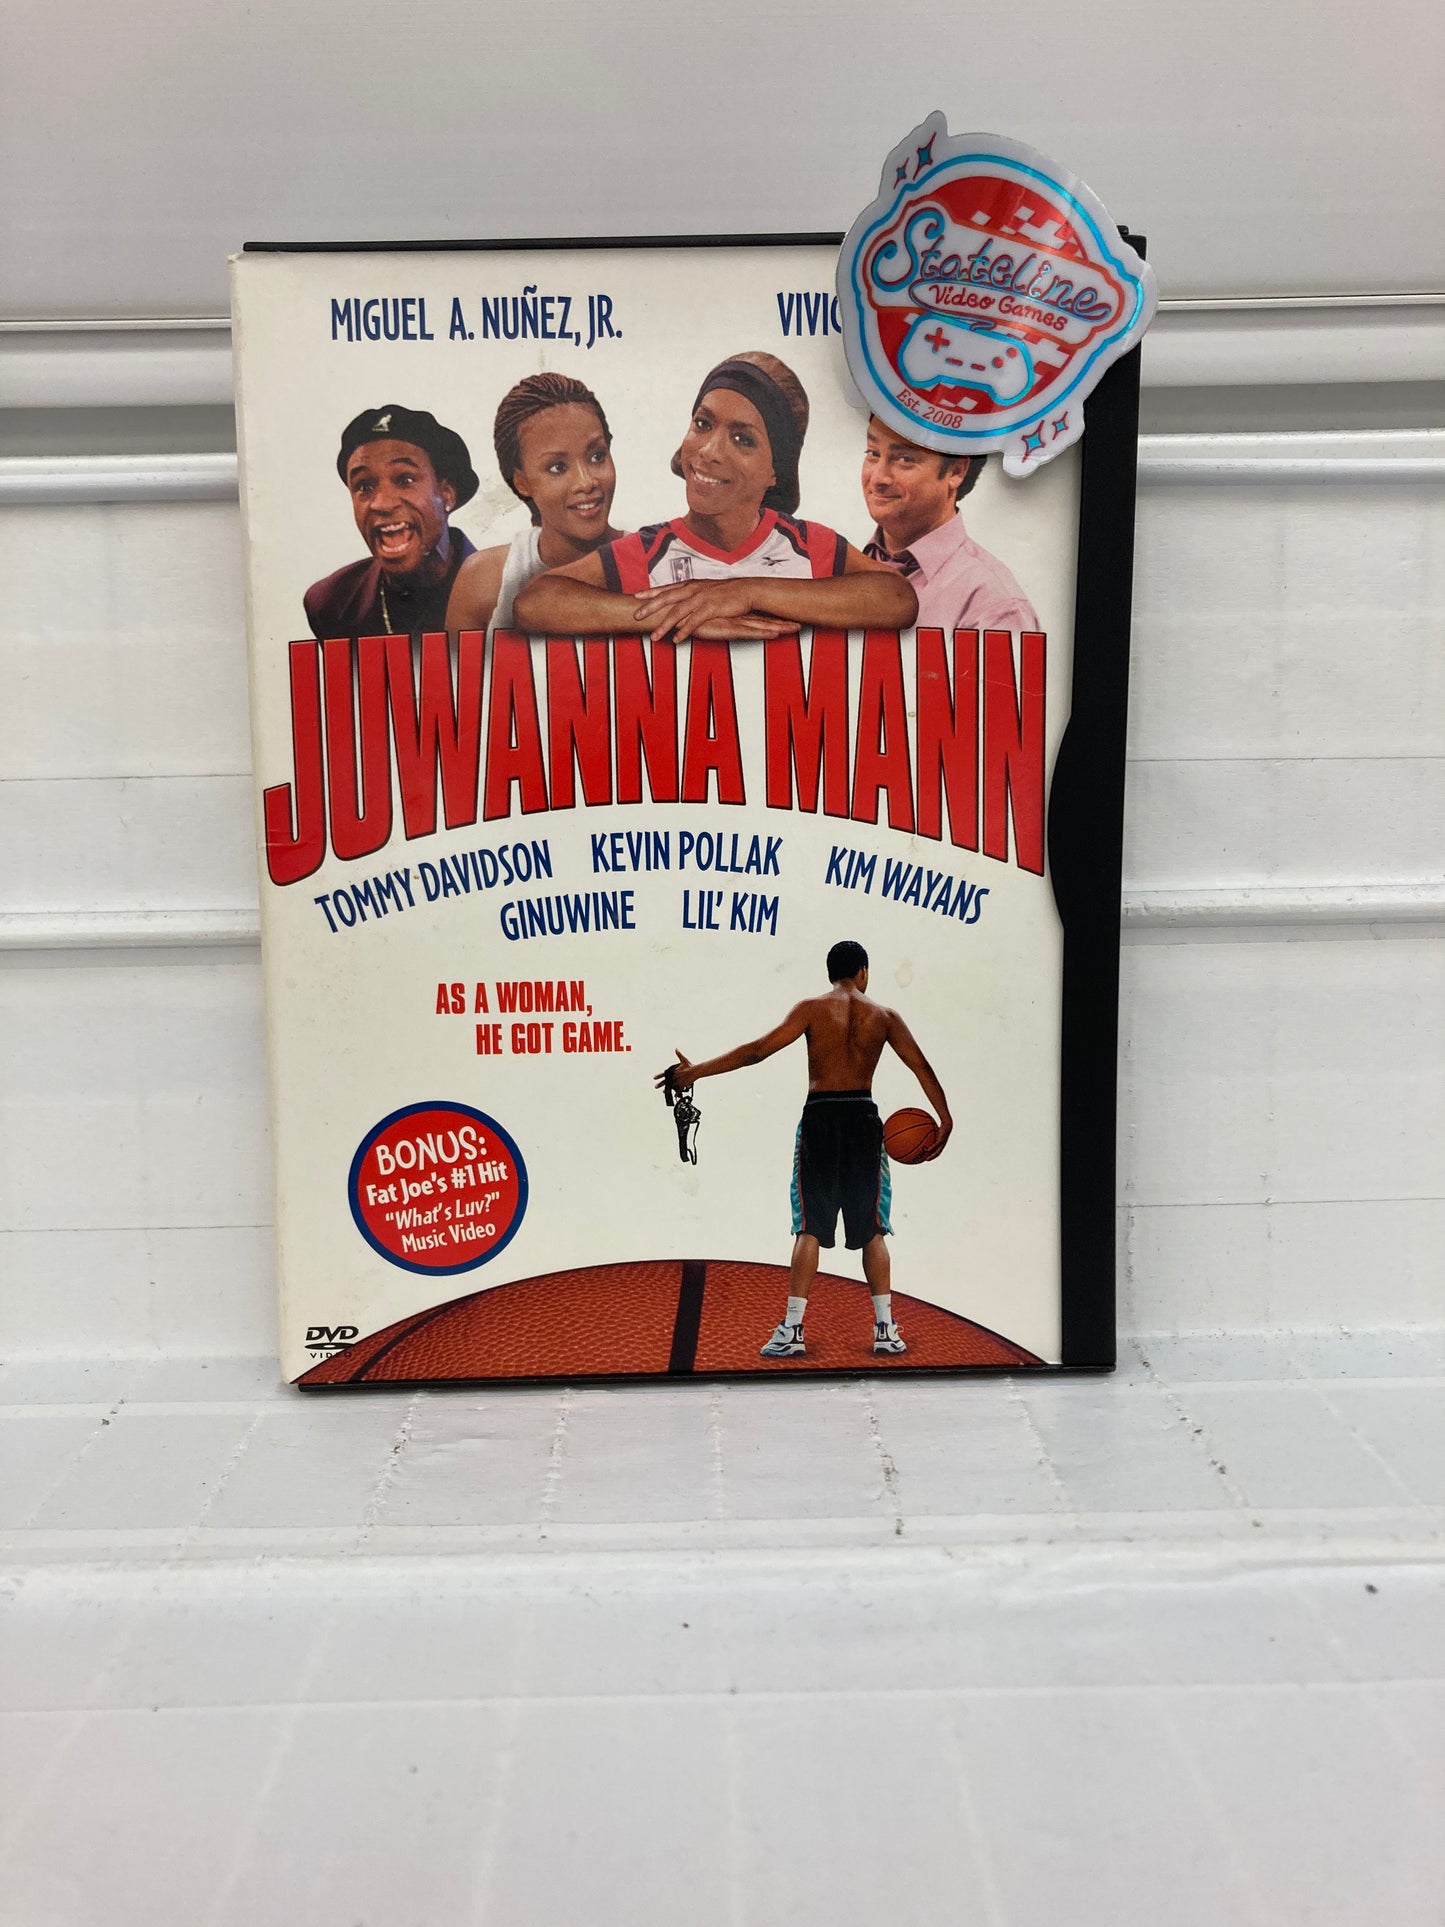 MIGUEL A. NUÑEZ, JR.
Stateline
Video Games
Est. 2008
JUWANNA MANN
TOMMY DAVIDSON KEVIN POLLAK KIM WAYANS
GINUWINE LIL' KIM
AS A WOMAN,
HE GOT GAME.
BONUS:
Fat Joe's #1 Hit
"What's Luv?"
Music Video
DVD
VIDEO